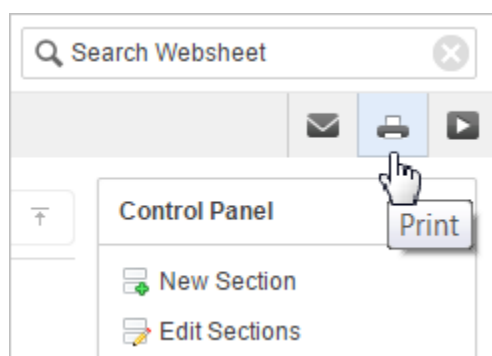 Search Websheet
Control Panel
Print
New Section
Edit Sections